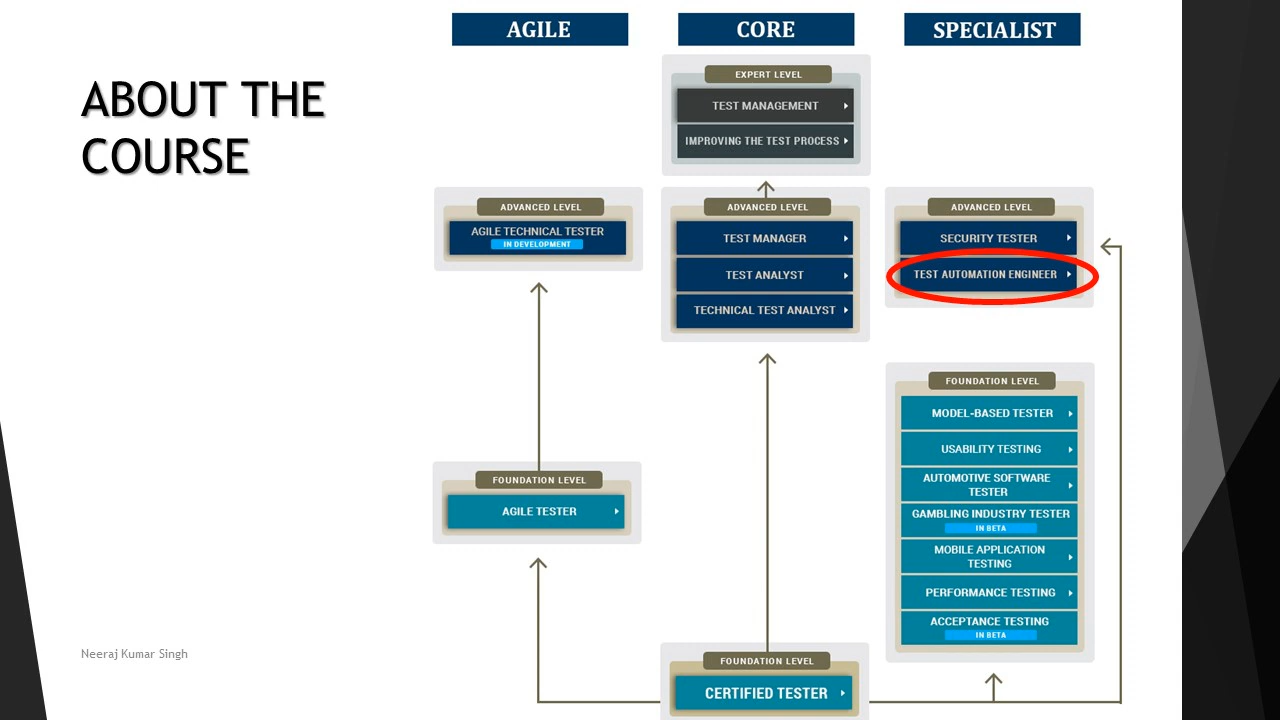 ABOUT THE
COURSE
AGILE
CORE
SPECIALIST
EXPERT LEVEL
TEST MANAGEMENT
IMPROVING THE TEST PROCESS
ADVANCED LEVEL
AGILE TECHNICAL TESTER
IN DEVELOPMENT
ADVANCED LEVEL
TEST MANAGER
TEST ANALYST
TECHNICAL TEST ANALYST
ADVANCED LEVEL
SECURITY TESTER
TEST AUTOMATION ENGINEER
FOUNDATION LEVEL
AGILE TESTER
FOUNDATION LEVEL
MODEL-BASED TESTER
USABILITY TESTING
AUTOMOTIVE SOFTWARE
TESTER
GAMBLING INDUSTRY TESTER
IN BETA
MOBILE APPLICATION
TESTING
PERFORMANCE TESTING
ACCEPTANCE TESTING
IN BETA
FOUNDATION LEVEL
CERTIFIED TESTER
Neeraj Kumar Singh